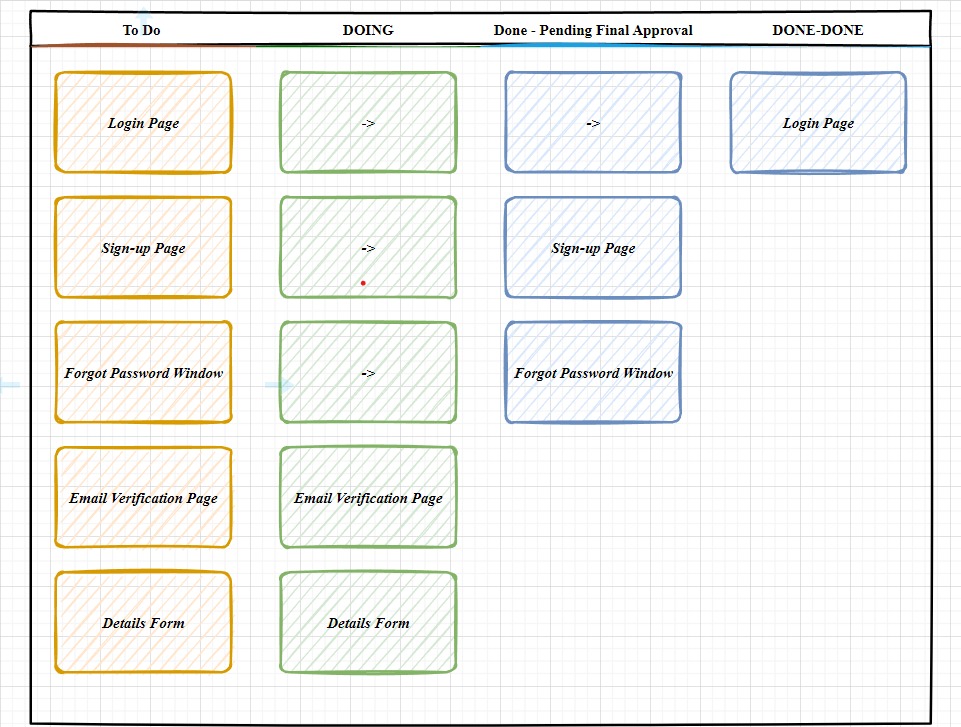 To Do
DOING
Done - Pending Final Approval
DONE-DONE
Login Page
->
->
Login Page
Sign-up Page
->
Sign-up Page
Forgot Password Window
->
Forgot Password Window
Email Verification Page
Email Verification Page
Details Form
Details Form